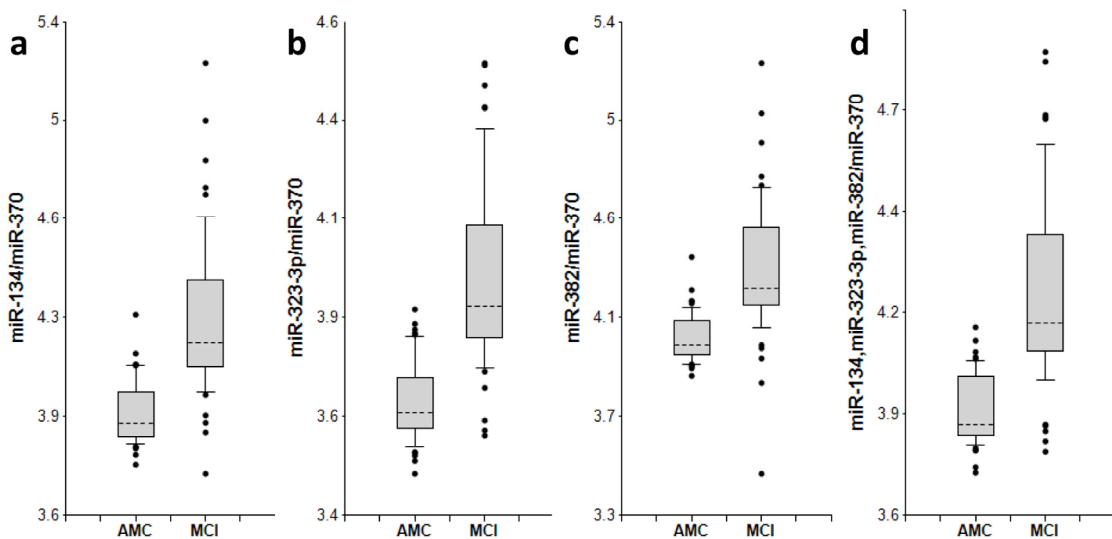 a
miR-134/miR-370
5.4
5
4.6
4.3
3.9
3.6
AMC MCI
b
miR-323-3p/miR-370
4.6
4.4
4.1
3.9
3.6
3.4
AMC MCI
c
miR-382/miR-370
5.4
5
4.6
4.1
3.7
3.3
AMC MCI
d
miR-134,miR-323-3p,miR-382/miR-370
4.7
4.4
4.2
3.9
3.6
AMC MCI